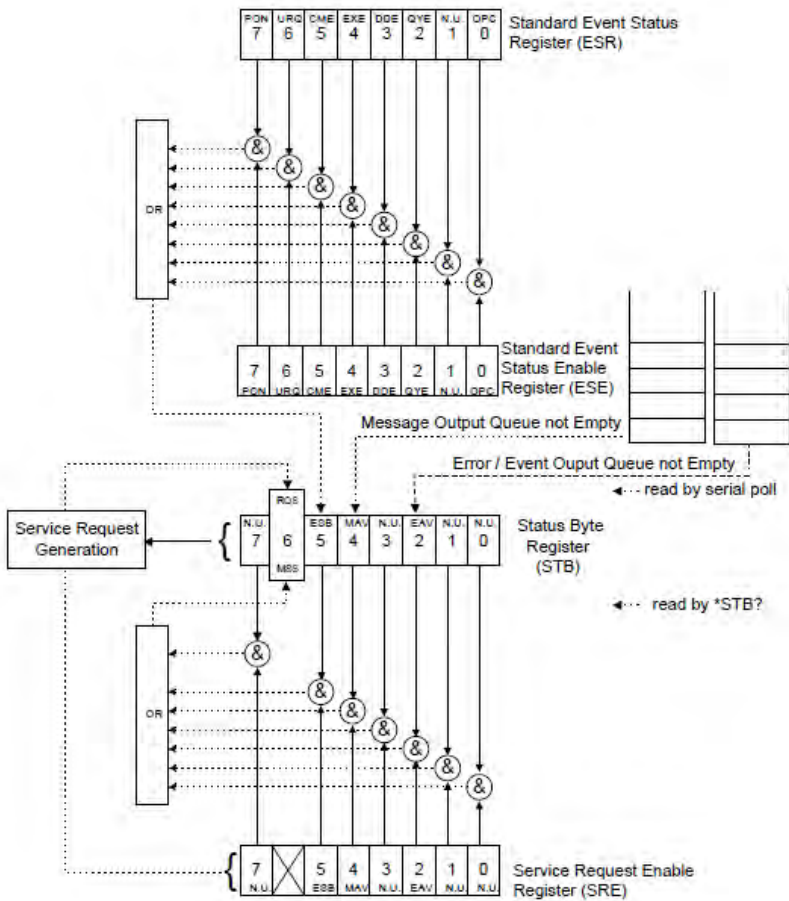 PON URQ CME EXE DDE QYE N.U. OPC
7 6 5 4 3 2 1 0
Standard Event Status
Register (ESR)
&
&
&
&
OR
&
&
&
&
7 6 5 4 3 2 1 0
PON URQ CME EXE DDE QYE N.U. OPC
Standard Event
Status Enable
Register (ESE)
Message Output Queue not Empty
Error / Event Ouput Queue not Empty
read by serial poll
Service Request
Generation
{
RQS
N.U. ESB MAV N.U. EAV N.U. N.U.
7 6 5 4 3 2 1 0
MSS
Status Byte
Register
(STB)
read by *STB?
&
&
OR
&
&
&
&
&
{
7 5 4 3 2 1 0
N.U. ESB MAV N.U. EAV N.U. N.U.
Service Request Enable
Register (SRE)